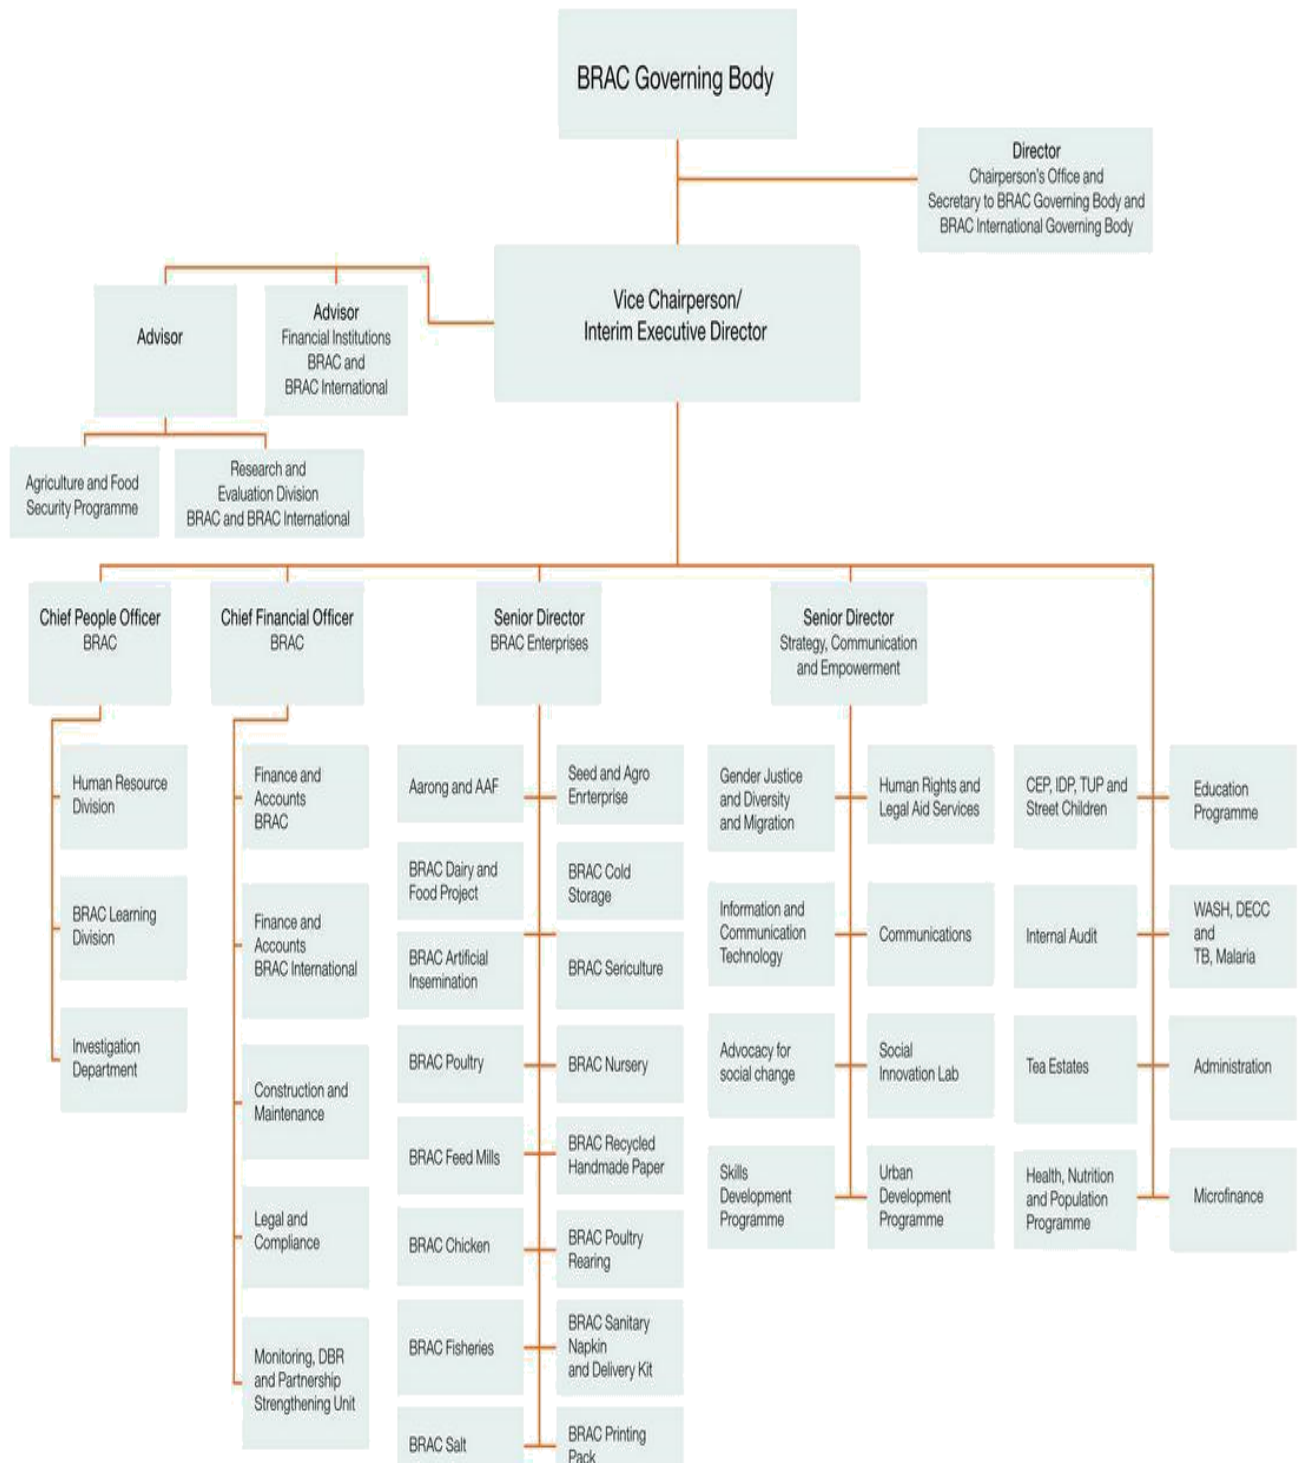 BRAC Governing Body
Director
Chairperson's Office and
Secretary to BRAC Governing Body and
BRAC International Governing Body
Vice Chairperson/
Interim Executive Director
Advisor
Advisor
Financial Institutions
BRAC and
BRAC International
Agriculture and Food
Security Programme
Research and
Evaluation Division
BRAC and BRAC International
Chief People Officer
BRAC
Chief Financial Officer
BRAC
Senior Director
BRAC Enterprises
Senior Director
Strategy, Communication
and Empowerment
Human Resource
Division
BRAC Learning
Division
Investigation
Department
Finance and
Accounts
BRAC
Finance and
Accounts
BRAC International
Construction and
Maintenance
Legal and
Compliance
Monitoring, DBR
and Partnership
Strengthening Unit
Aarong and AAF
Seed and Agro
Enrterprise
BRAC Dairy and
Food Project
BRAC Cold
Storage
BRAC Artificial
Insemination
BRAC Sericulture
BRAC Poultry
BRAC Nursery
BRAC Feed Mills
BRAC Recycled
Handmade Paper
BRAC Chicken
BRAC Poultry
Rearing
BRAC Fisheries
BRAC Sanitary
Napkin
and Delivery Kit
BRAC Salt
BRAC Printing
Pack
Gender Justice
and Diversity
and Migration
Human Rights and
Legal Aid Services
Information and
Communication
Technology
Communications
Advocacy for
social change
Social
Innovation Lab
Skills
Development
Programme
Urban
Development
Programme
CEP, IDP, TUP and
Street Children
Education
Programme
Internal Audit
WASH, DECC
and
TB, Malaria
Tea Estates
Administration
Health, Nutrition
and Population
Programme
Microfinance